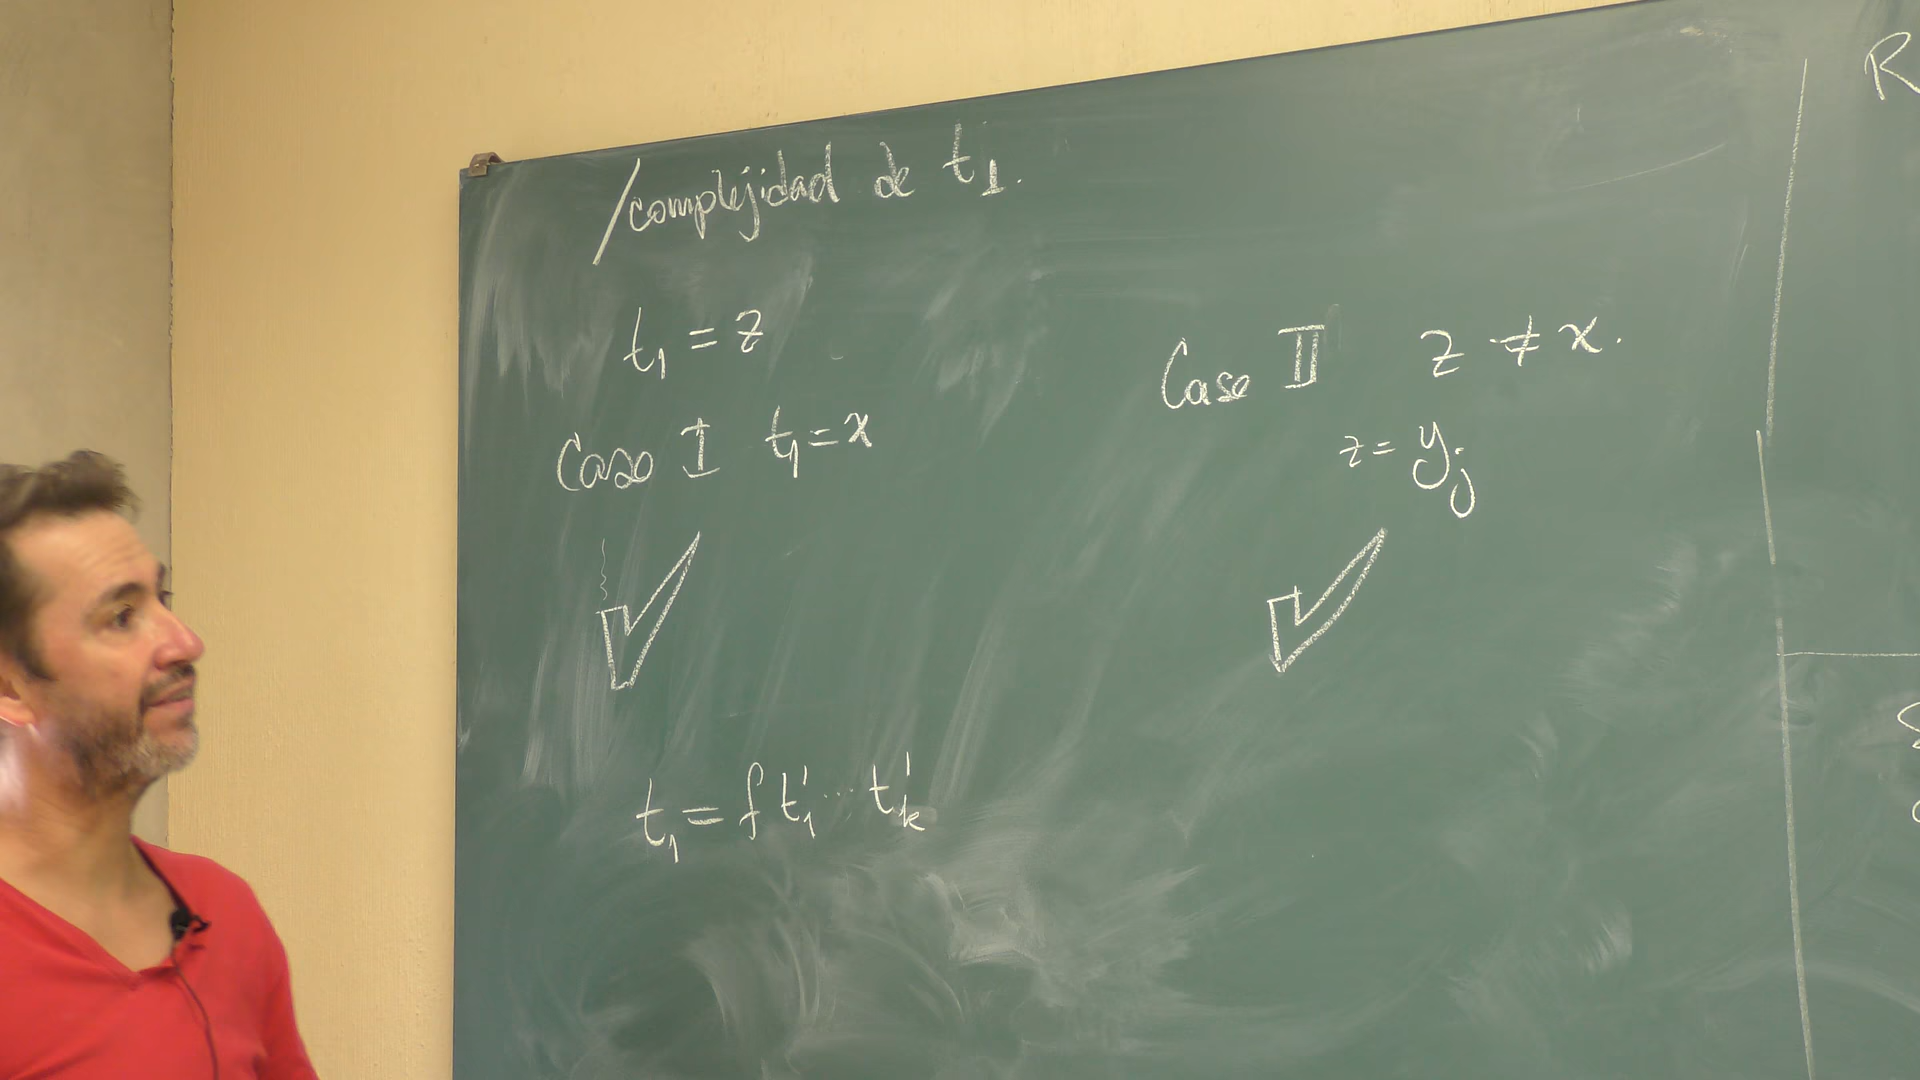 /complejidad de t₁.
t₁ = z
Caso I t₁ = x
Caso II z ≠ x.
z = yⱼ
t₁ = f t'₁ ... t'ₖ
R